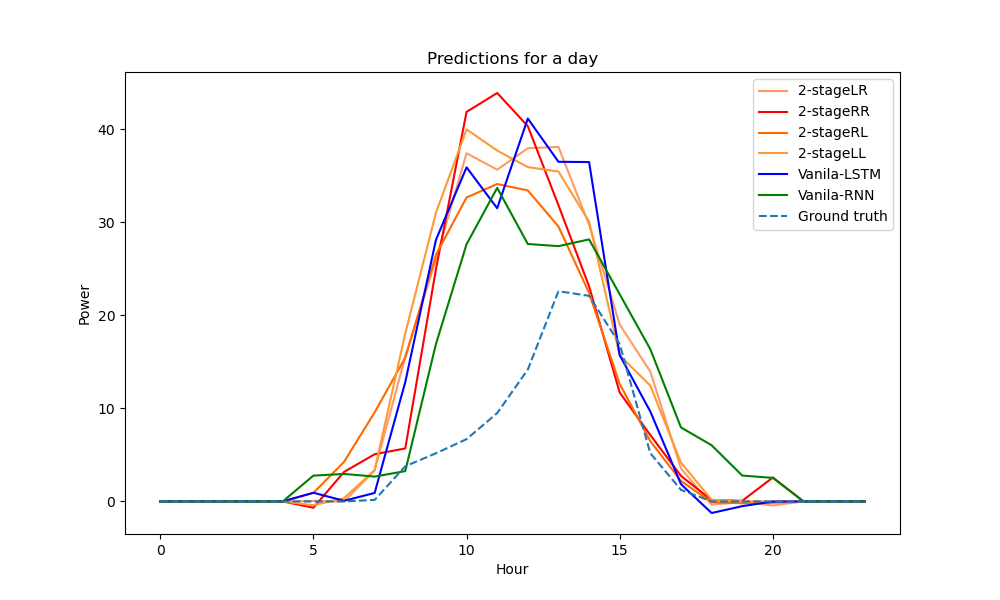 Predictions for a day
2-stageLR
2-stageRR
2-stageRL
2-stageLL
Vanila-LSTM
Vanila-RNN
Ground truth
Power
40
30
20
10
0
0 5 10 15 20
Hour